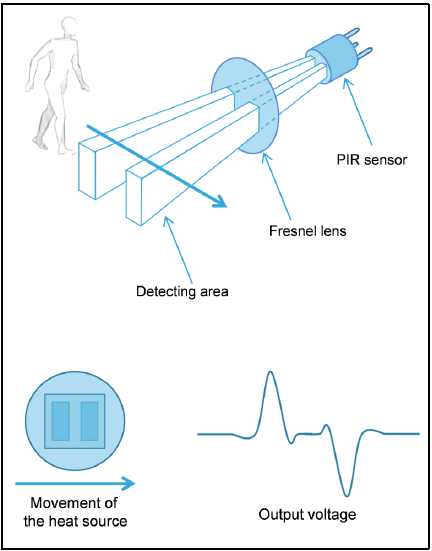 PIR sensor
Fresnel lens
Detecting area
Movement of
the heat source
Output voltage